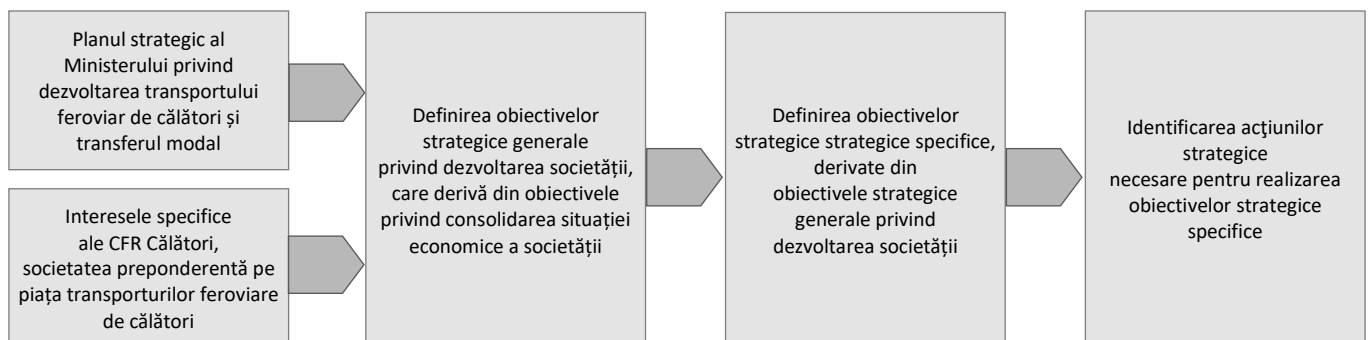 Planul strategic al
Ministerului privind
dezvoltarea transportului
feroviar de călători și
transferul modal
Interesele specifice
ale CFR Călători,
societatea preponderentă pe
piața transporturilor feroviare
de călători
Definirea obiectivelor
strategice generale
privind dezvoltarea societății,
care derivă din obiectivele
privind consolidarea situației
economice a societății
Definirea obiectivelor
strategice strategice specifice,
derivate din
obiectivele strategice
generale privind
dezvoltarea societății
Identificarea acţiunilor
strategice
necesare pentru realizarea
obiectivelor strategice
specifice